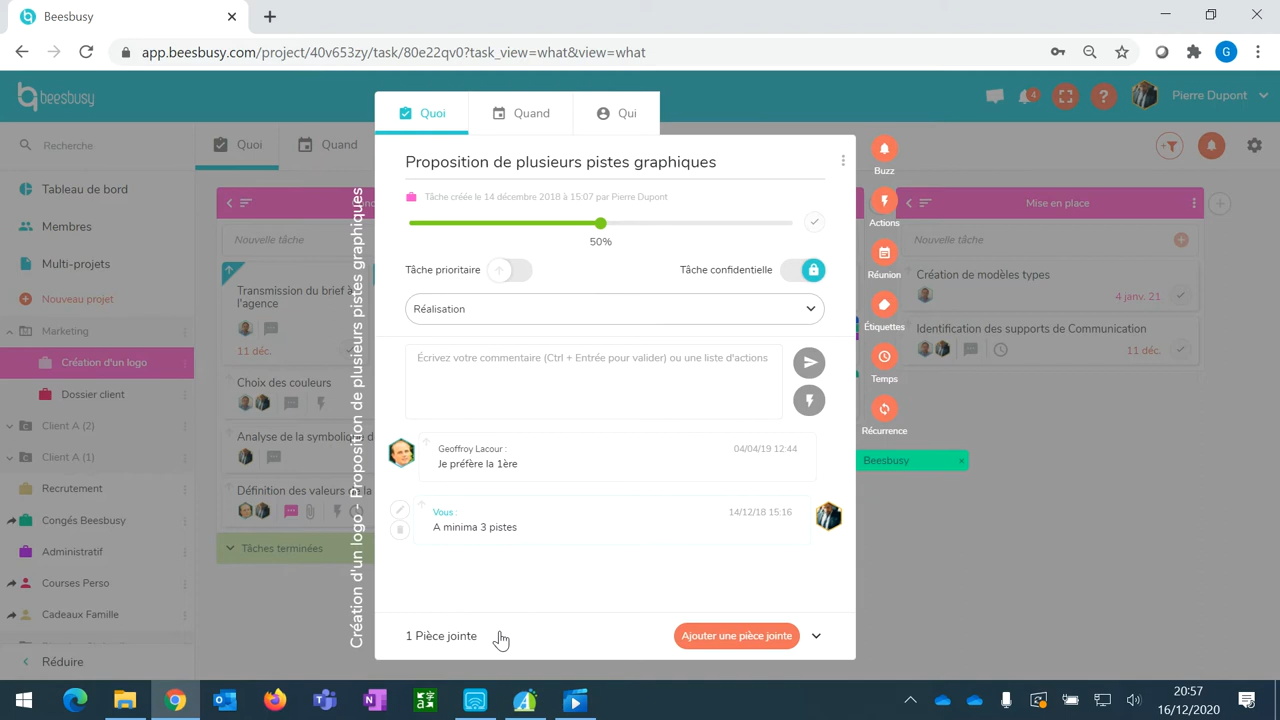 Beesbusy
app.beesbusy.com/project/40v653zy/task/80e22qv0?task_view=what&view=what
G
beesbusy
4
Pierre Dupont
Recherche
Tableau de bord
Membres
Multi-projets
Nouveau projet
Marketing
Création d'un logo
Dossier client
Client A (2)
Client A (1)
Recrutement
Congés Beesbusy
Administratif
Courses Perso
Cadeaux Famille
Réduire
Quoi
Quand
Nouvelle tâche
Transmission du brief à
l'agence
11 déc.
Choix des couleurs
Analyse de la symbolique d
Définition des valeurs de la
Tâches terminées
Création d'un logo - Proposition de plusieurs pistes graphiques
Quoi
Quand
Qui
Proposition de plusieurs pistes graphiques
Tâche créée le 14 décembre 2018 à 15:07 par Pierre Dupont
50%
Tâche prioritaire
Tâche confidentielle
Réalisation
Écrivez votre commentaire (Ctrl + Entrée pour valider) ou une liste d'actions
Geoffroy Lacour :
04/04/19 12:44
Je préfère la 1ère
Vous :
14/12/18 15:16
A minima 3 pistes
1 Pièce jointe
Ajouter une pièce jointe
Buzz
Actions
Réunion
Étiquettes
Temps
Récurrence
Beesbusy
Mise en place
Nouvelle tâche
Création de modèles types
4 janv. 21
Identification des supports de Communication
11 déc.
20:57
16/12/2020